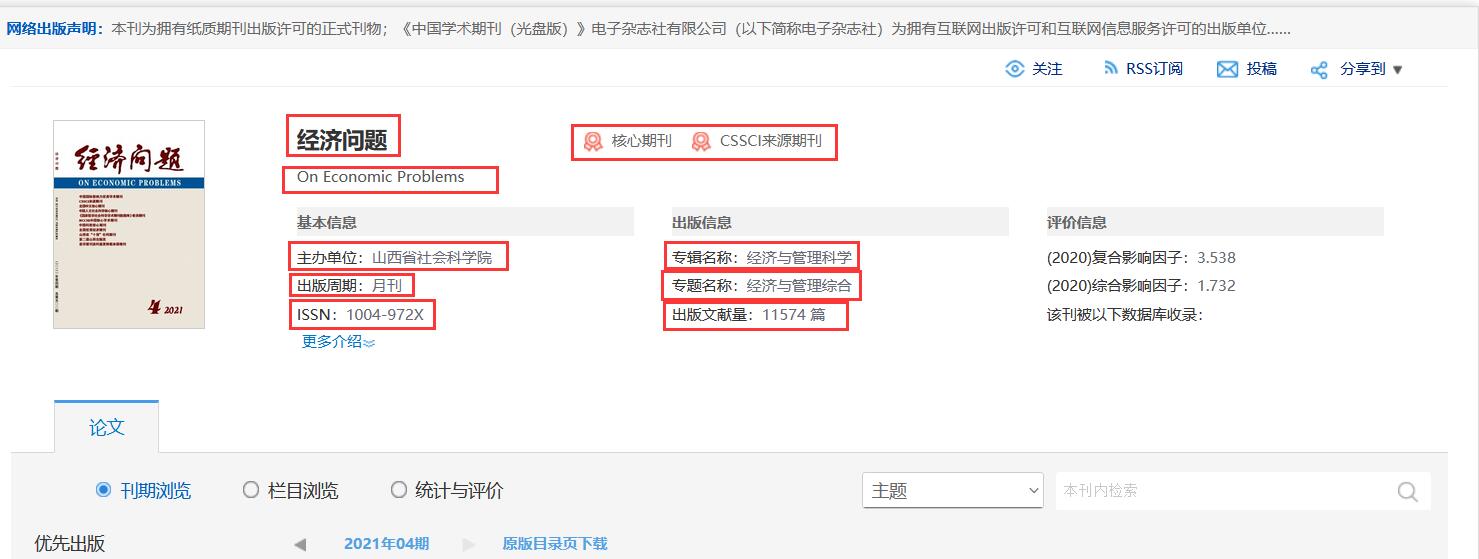 网络出版声明：本刊为拥有纸质期刊出版许可的正式刊物；《中国学术期刊（光盘版）》电子杂志社有限公司（以下简称电子杂志社）为拥有互联网出版许可和互联网信息服务许可的出版单位......
关注 RSS订阅 投稿 分享到
经济问题
ON ECONOMIC PROBLEMS
4 2021
经济问题
核心期刊 CSSCI来源期刊
On Economic Problems
基本信息 出版信息 评价信息
主办单位：山西省社会科学院 专辑名称：经济与管理科学 (2020)复合影响因子：3.538
出版周期：月刊 专题名称：经济与管理综合 (2020)综合影响因子：1.732
ISSN：1004-972X 出版文献量：11574 篇 该刊被以下数据库收录：
更多介绍
论文
刊期浏览 栏目浏览 统计与评价 主题 本刊内检索
优先出版 2021年04期 原版目录页下载